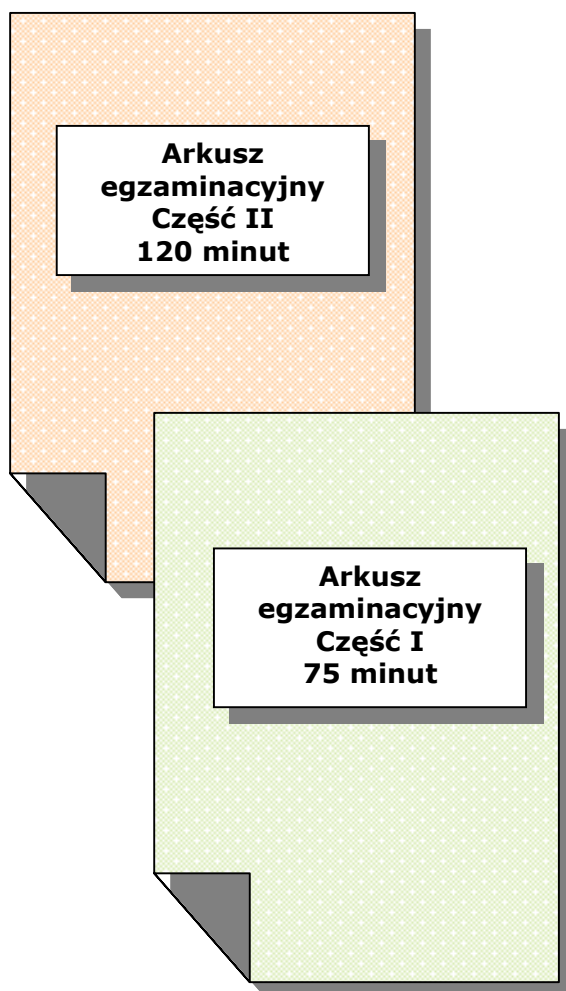 Arkusz
egzaminacyjny
Część II
120 minut
Arkusz
egzaminacyjny
Część I
75 minut